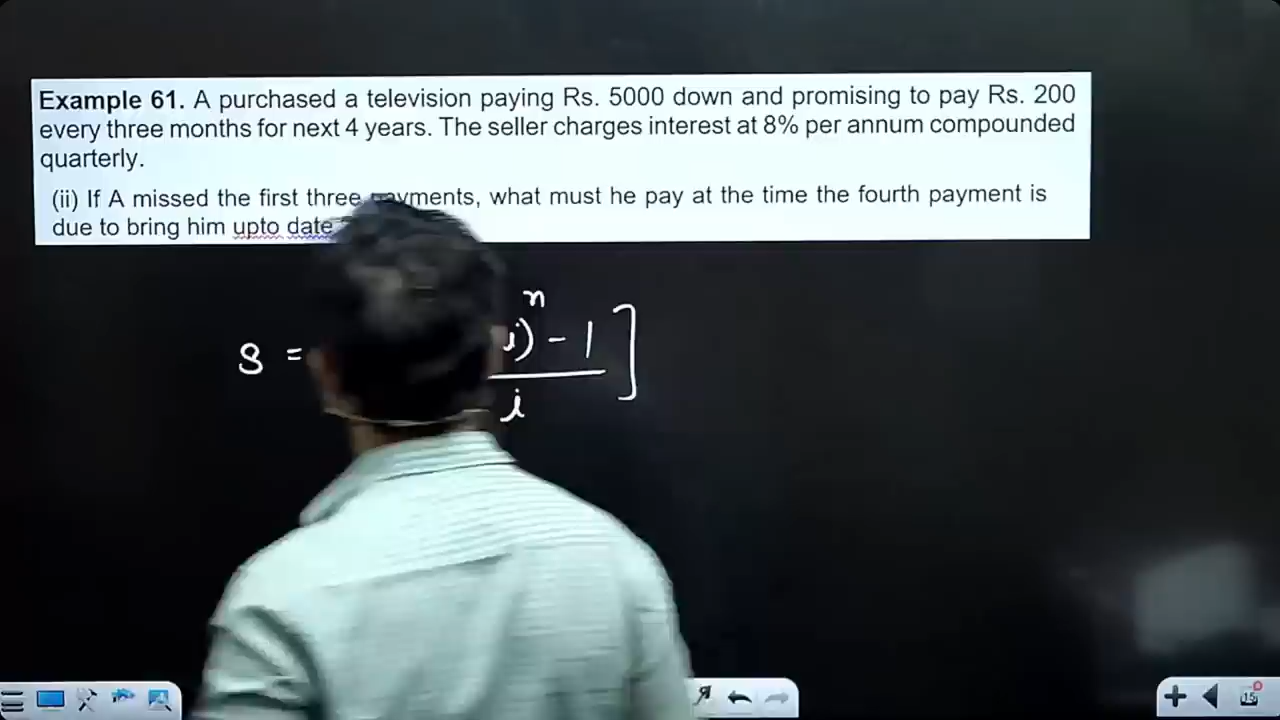 Example 61. A purchased a television paying Rs. 5000 down and promising to pay Rs. 200
every three months for next 4 years. The seller charges interest at 8% per annum compounded
quarterly.
(ii) If A missed the first three payments, what must he pay at the time the fourth payment is
due to bring him upto date
n
S = i) - 1 ]
i
15